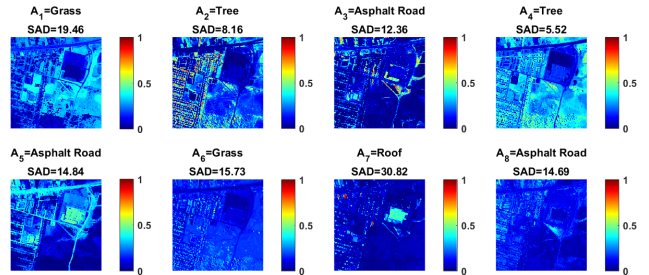 A1=Grass
SAD=19.46
1
0.5
0
A2=Tree
SAD=8.16
1
0.5
0
A3=Asphalt Road
SAD=12.36
1
0.5
0
A4=Tree
SAD=5.52
1
0.5
0
A5=Asphalt Road
SAD=14.84
1
0.5
0
A6=Grass
SAD=15.73
1
0.5
0
A7=Roof
SAD=30.82
1
0.5
0
A8=Asphalt Road
SAD=14.69
1
0.5
0